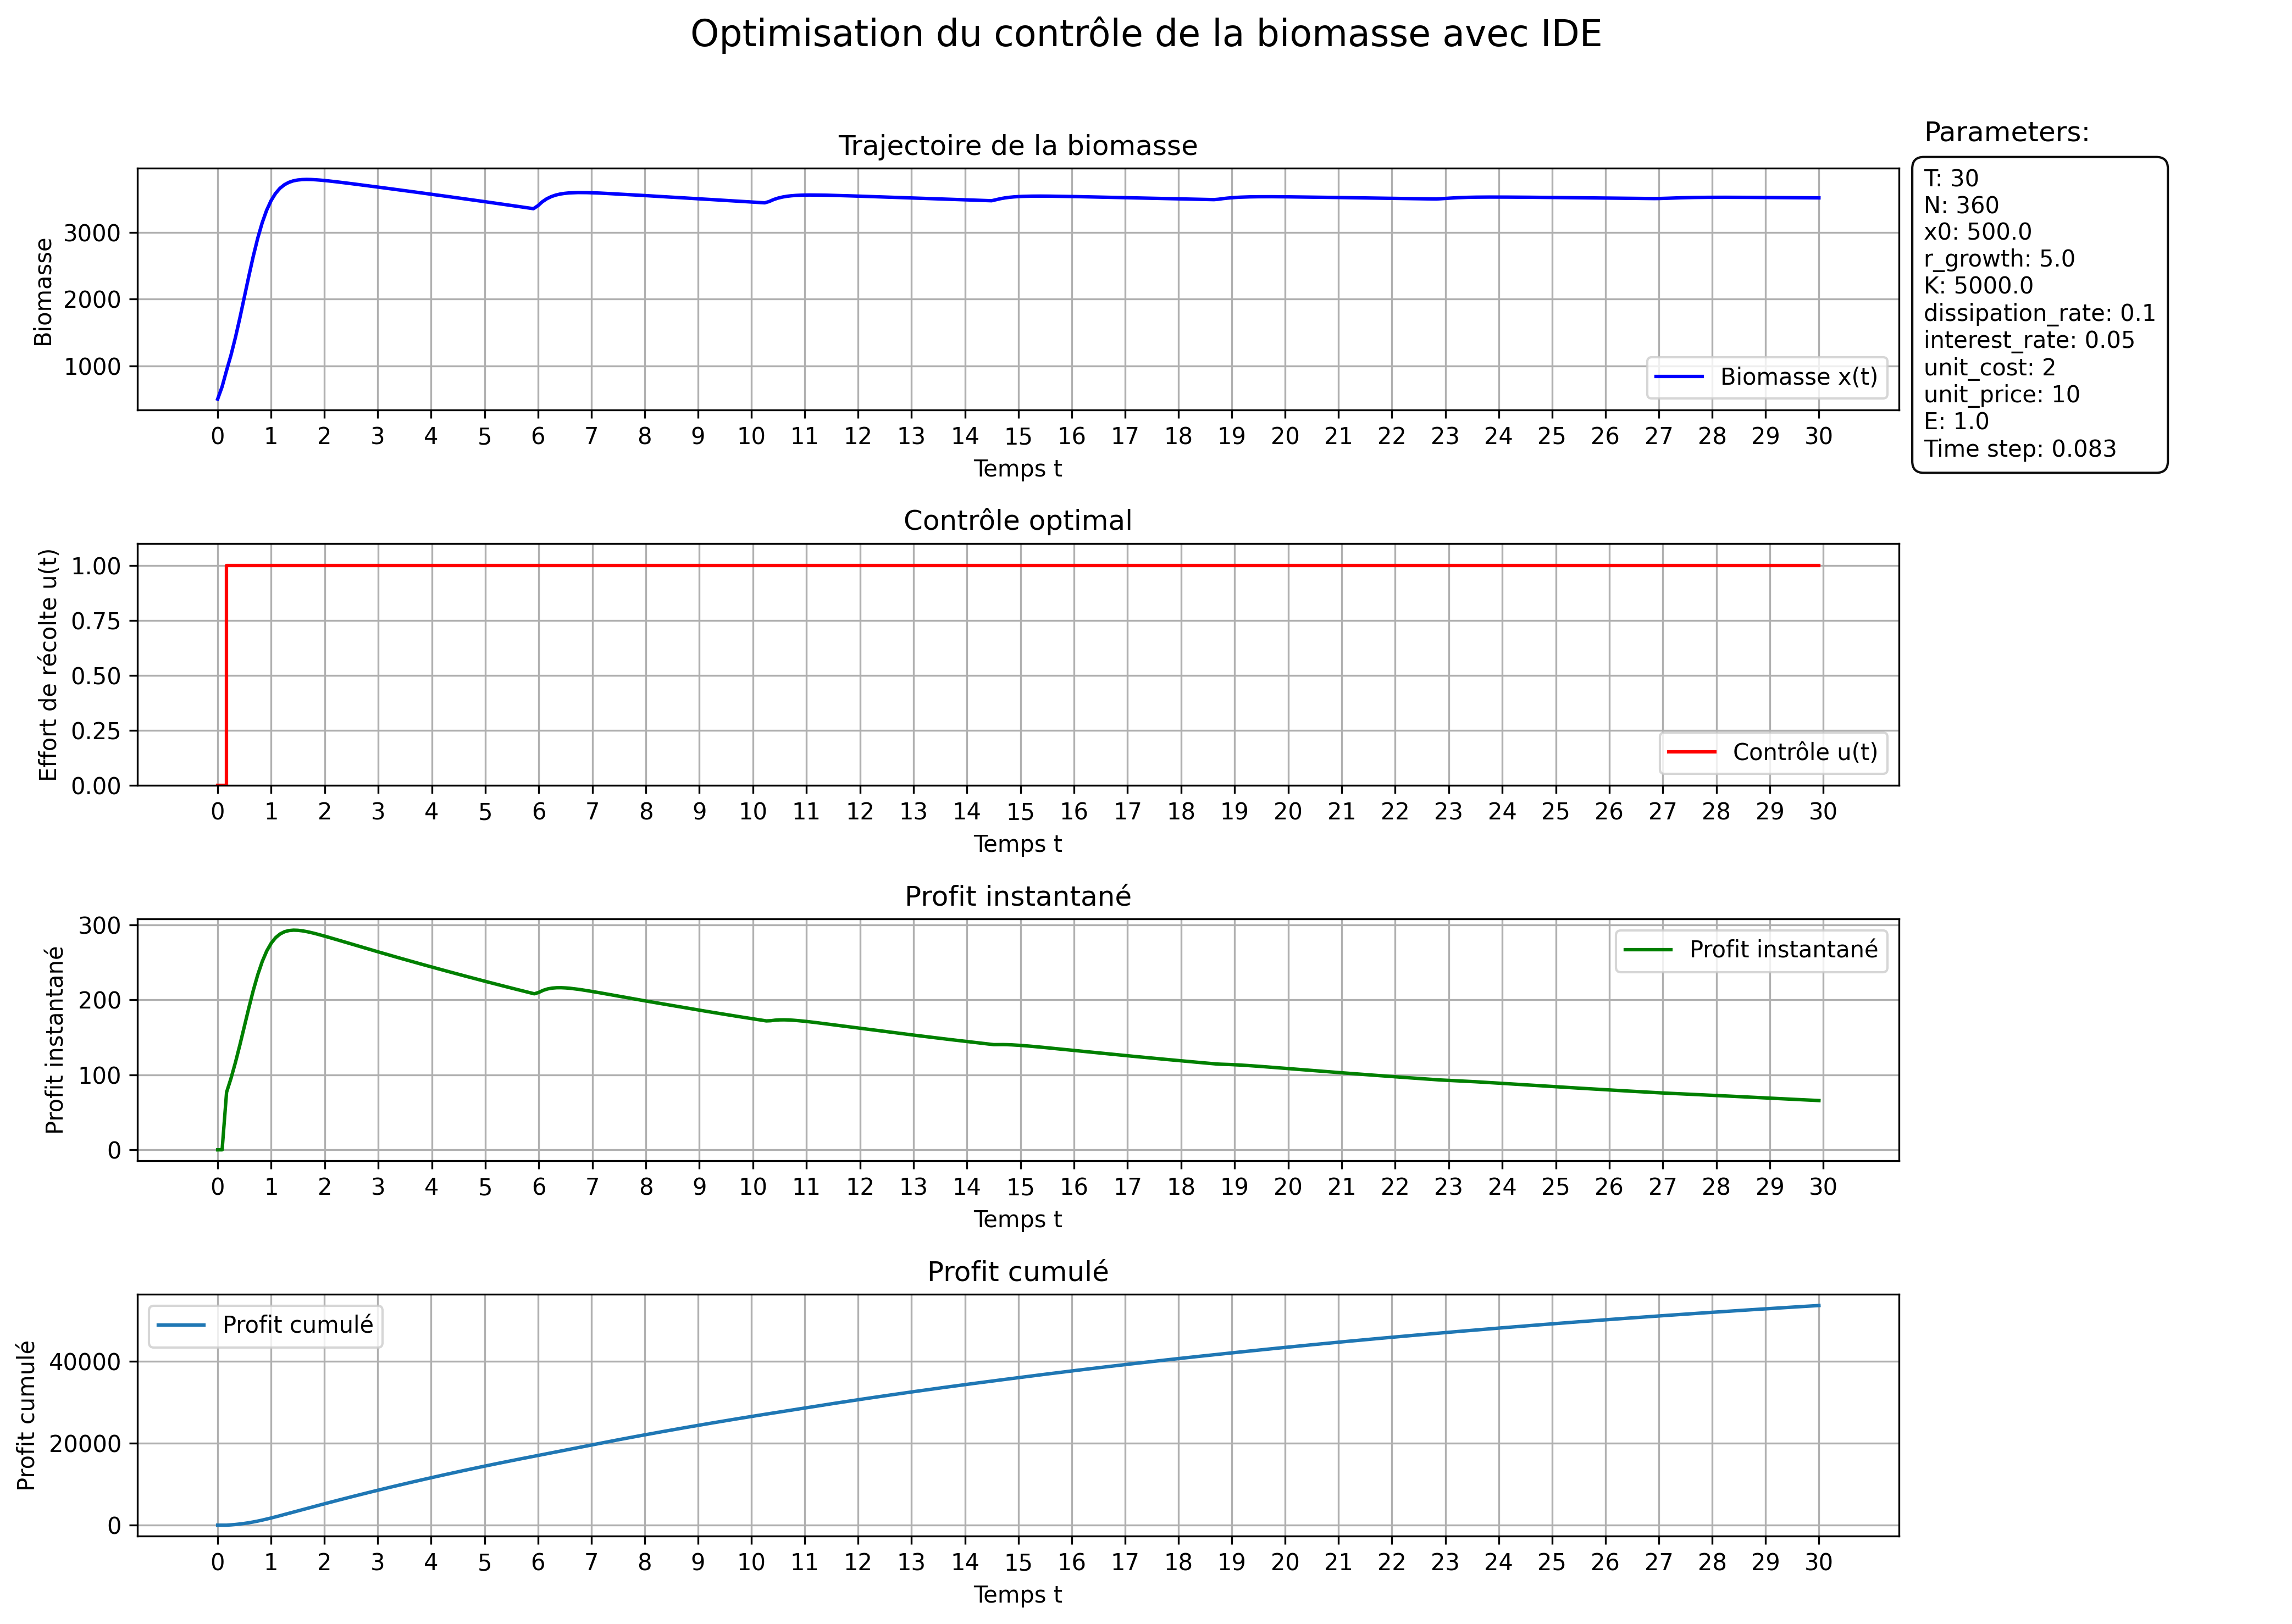 Optimisation du contrôle de la biomasse avec IDE
Trajectoire de la biomasse
Biomasse
3000
2000
1000
Biomasse x(t)
0 1 2 3 4 5 6 7 8 9 10 11 12 13 14 15 16 17 18 19 20 21 22 23 24 25 26 27 28 29 30
Temps t
Parameters:
T: 30
N: 360
x0: 500.0
r_growth: 5.0
K: 5000.0
dissipation_rate: 0.1
interest_rate: 0.05
unit_cost: 2
unit_price: 10
E: 1.0
Time step: 0.083
Contrôle optimal
Effort de récolte u(t)
1.00
0.75
0.50
0.25
0.00
Contrôle u(t)
0 1 2 3 4 5 6 7 8 9 10 11 12 13 14 15 16 17 18 19 20 21 22 23 24 25 26 27 28 29 30
Temps t
Profit instantané
Profit instantané
300
200
100
0
Profit instantané
0 1 2 3 4 5 6 7 8 9 10 11 12 13 14 15 16 17 18 19 20 21 22 23 24 25 26 27 28 29 30
Temps t
Profit cumulé
Profit cumulé
Profit cumulé
40000
20000
0
0 1 2 3 4 5 6 7 8 9 10 11 12 13 14 15 16 17 18 19 20 21 22 23 24 25 26 27 28 29 30
Temps t